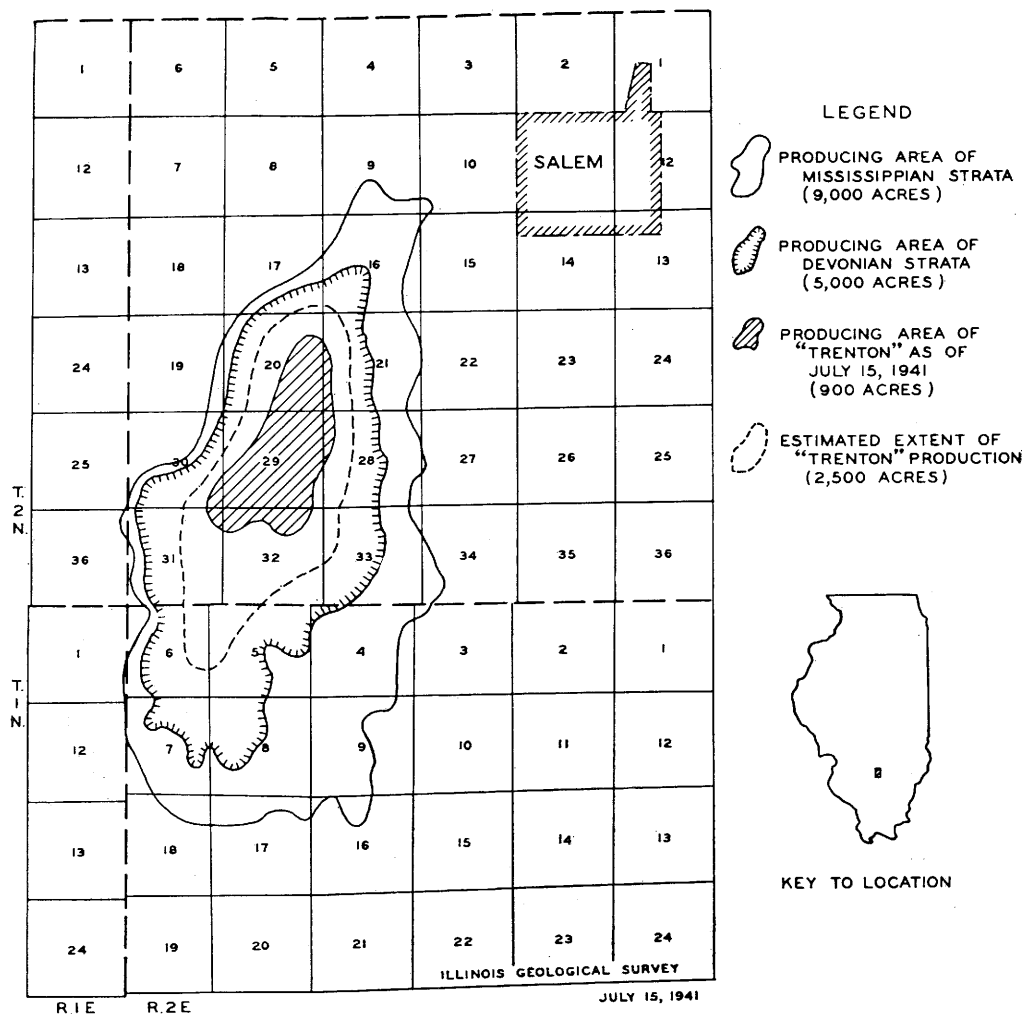 1 6 5 4 3 2 1
12 7 8 9 10 SALEM 12
13 18 17 16 15 14 13
24 19 20 21 22 23 24
25 30 29 28 27 26 25
T.
2
N.
36 31 32 33 34 35 36
1 6 5 4 3 2 1
T.
1
N.
12 7 8 9 10 11 12
13 18 17 16 15 14 13
24 19 20 21 22 23 24
ILLINOIS GEOLOGICAL SURVEY
R.1E R.2E
JULY 15, 1941
LEGEND
PRODUCING AREA OF
MISSISSIPPIAN STRATA
(9,000 ACRES)
PRODUCING AREA OF
DEVONIAN STRATA
(5,000 ACRES)
PRODUCING AREA OF
"TRENTON" AS OF
JULY 15, 1941
(900 ACRES)
ESTIMATED EXTENT OF
"TRENTON" PRODUCTION
(2,500 ACRES)
KEY TO LOCATION